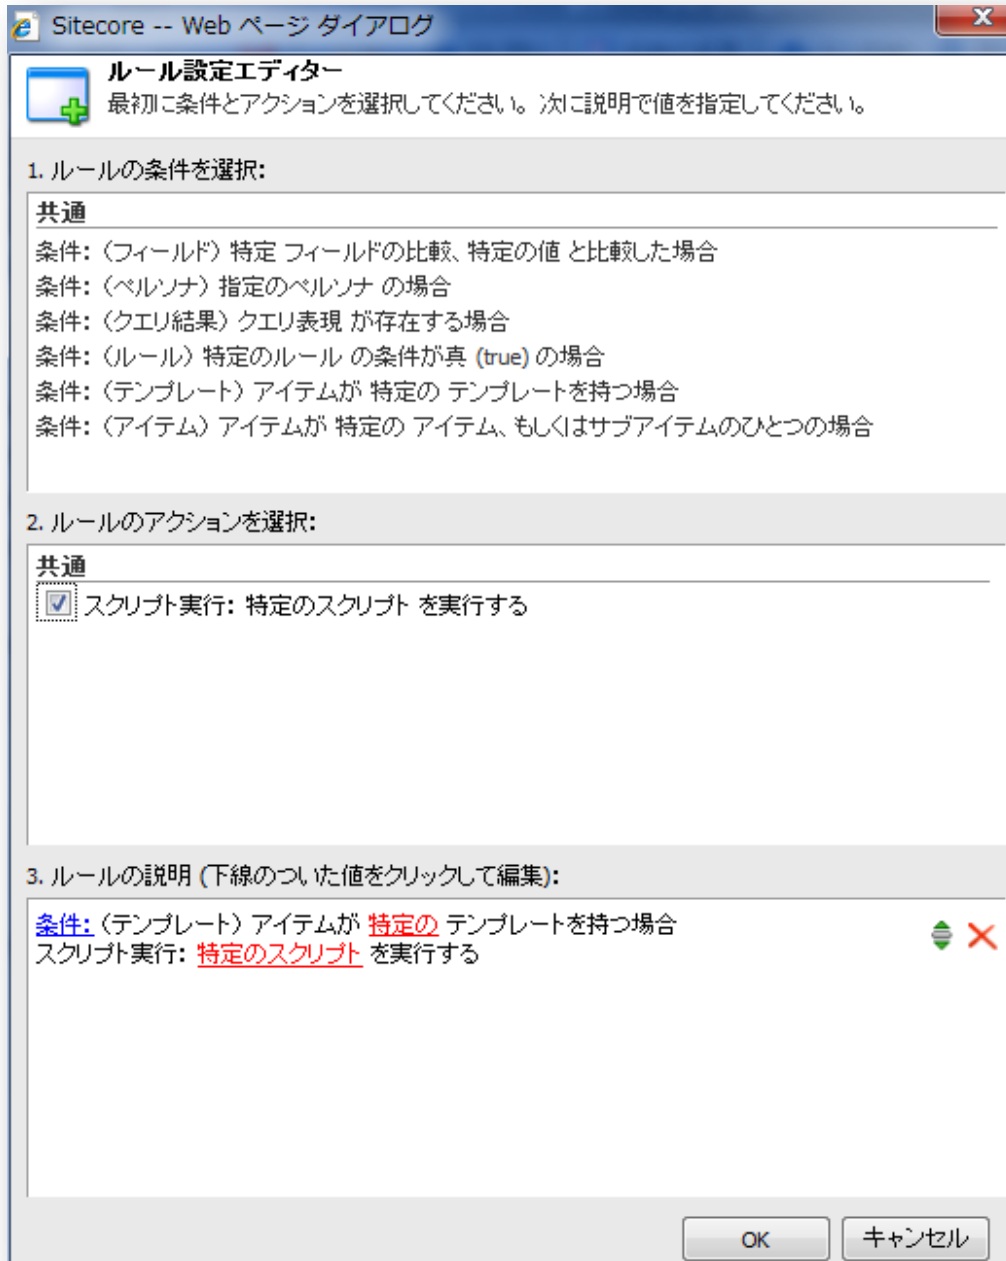 Sitecore -- Web ページ ダイアログ
ルール設定エディター
最初に条件とアクションを選択してください。次に説明で値を指定してください。
1. ルールの条件を選択:
共通
条件: (フィールド) 特定 フィールドの比較、特定の値 と比較した場合
条件: (ペルソナ) 指定のペルソナ の場合
条件: (クエリ結果) クエリ表現 が存在する場合
条件: (ルール) 特定のルール の条件が真 (true) の場合
条件: (テンプレート) アイテムが 特定の テンプレートを持つ場合
条件: (アイテム) アイテムが 特定の アイテム、もしくはサブアイテムのひとつの場合
2. ルールのアクションを選択:
共通
スクリプト実行: 特定のスクリプト を実行する
3. ルールの説明 (下線のついた値をクリックして編集):
条件: (テンプレート) アイテムが 特定の テンプレートを持つ場合
スクリプト実行: 特定のスクリプト を実行する
OK キャンセル